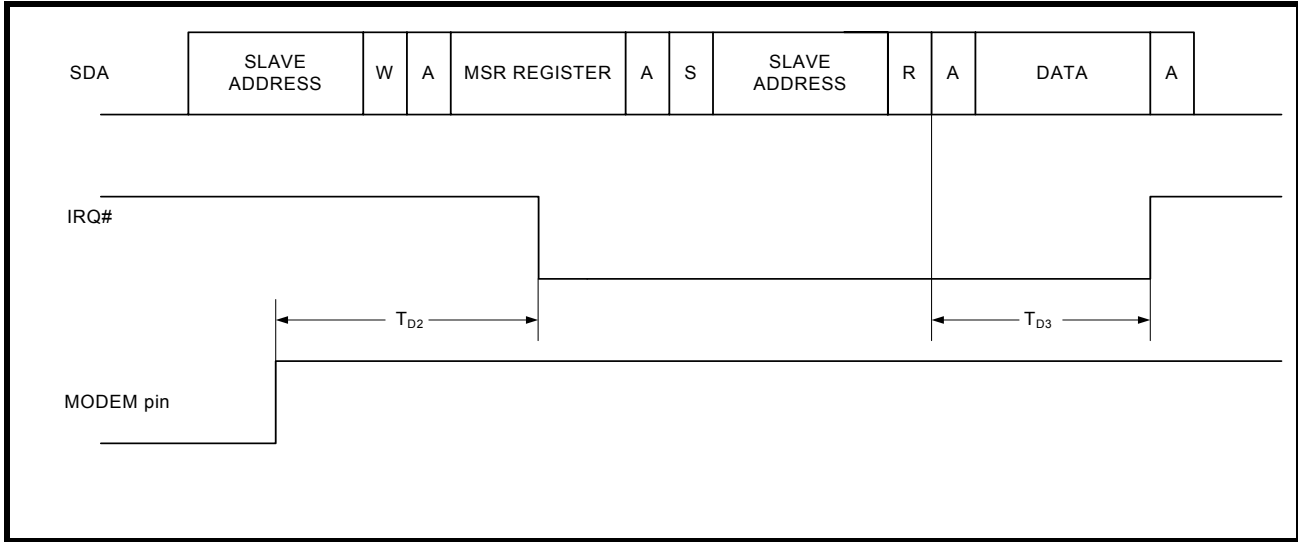 SDA
SLAVE
ADDRESS
W
A
MSR REGISTER
A
S
SLAVE
ADDRESS
R
A
DATA
A
IRQ#
TD2
TD3
MODEM pin